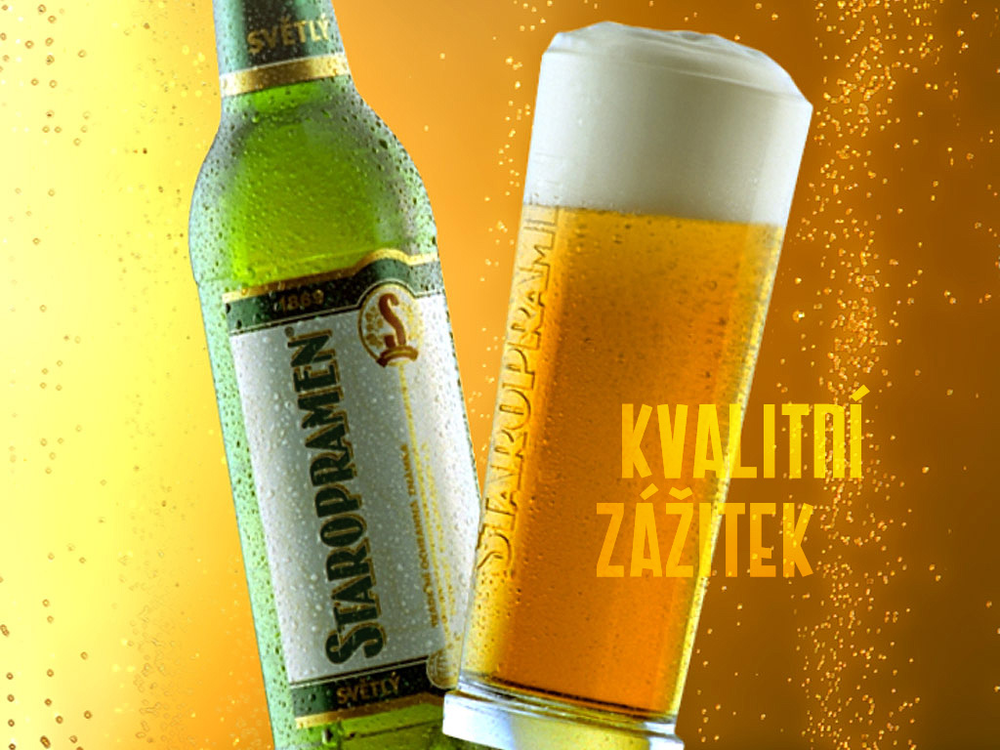 SVĚTLÝ
1869
STAROPRAMEN
SVĚTLÝ
STAROPRAMEN
KVALITNÍ
ZÁŽITEK